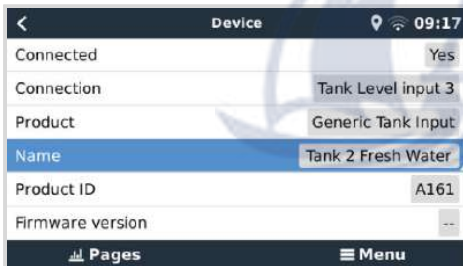 Device 09:17
Connected Yes
Connection Tank Level input 3
Product Generic Tank Input
Name Tank 2 Fresh Water
Product ID A161
Firmware version --
Pages Menu